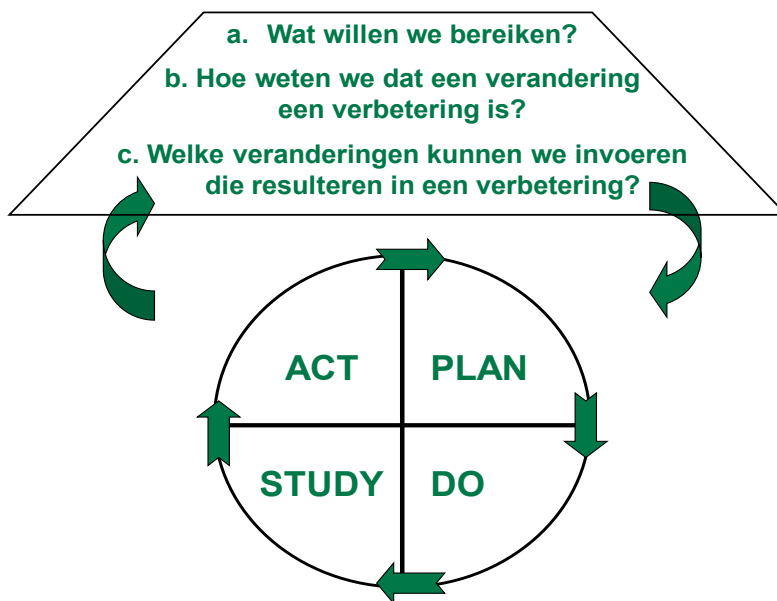 a. Wat willen we bereiken?
b. Hoe weten we dat een verandering
een verbetering is?
c. Welke veranderingen kunnen we invoeren
die resulteren in een verbetering?
ACT
PLAN
STUDY
DO